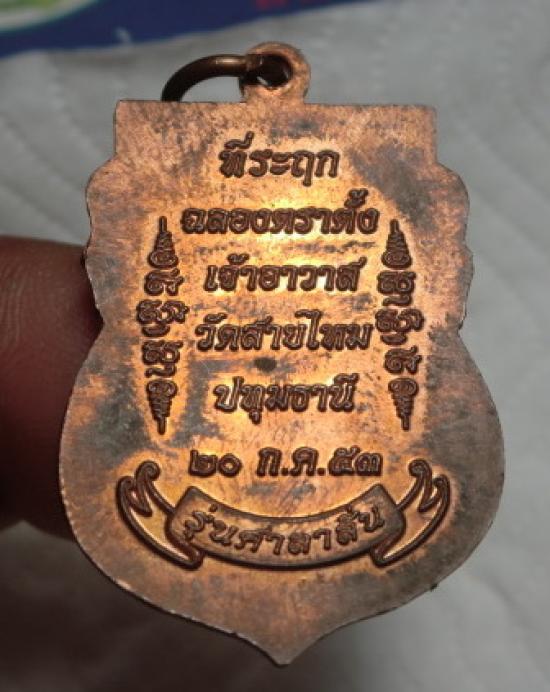 ที่ระฤก
ฉลองตราตั้ง
เจ้าอาวาส
วัดสายไหม
ปทุมธานี
๒๐ ก.ค.๕๓
รุ่นศาลาลั่น